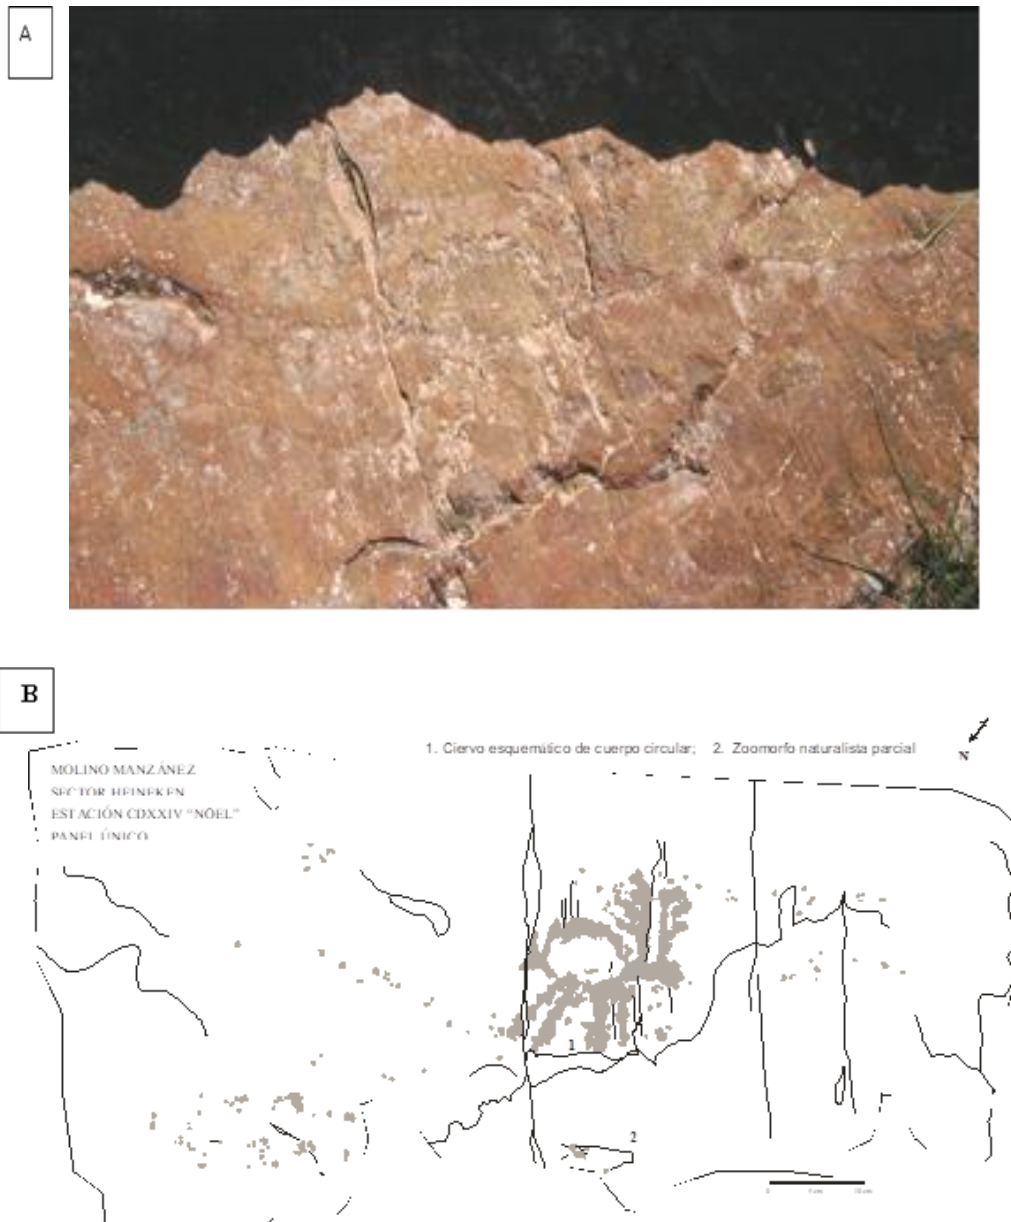 A
B
1. Ciervo esquemático de cuerpo circular; 2. Zoomorfo naturalista parcial
N
MOLINO MANZÁNEZ
SECTOR HEINEKEN
ESTACIÓN CDXXIV “NÖEL”
PANEL ÚNICO
1
2
0